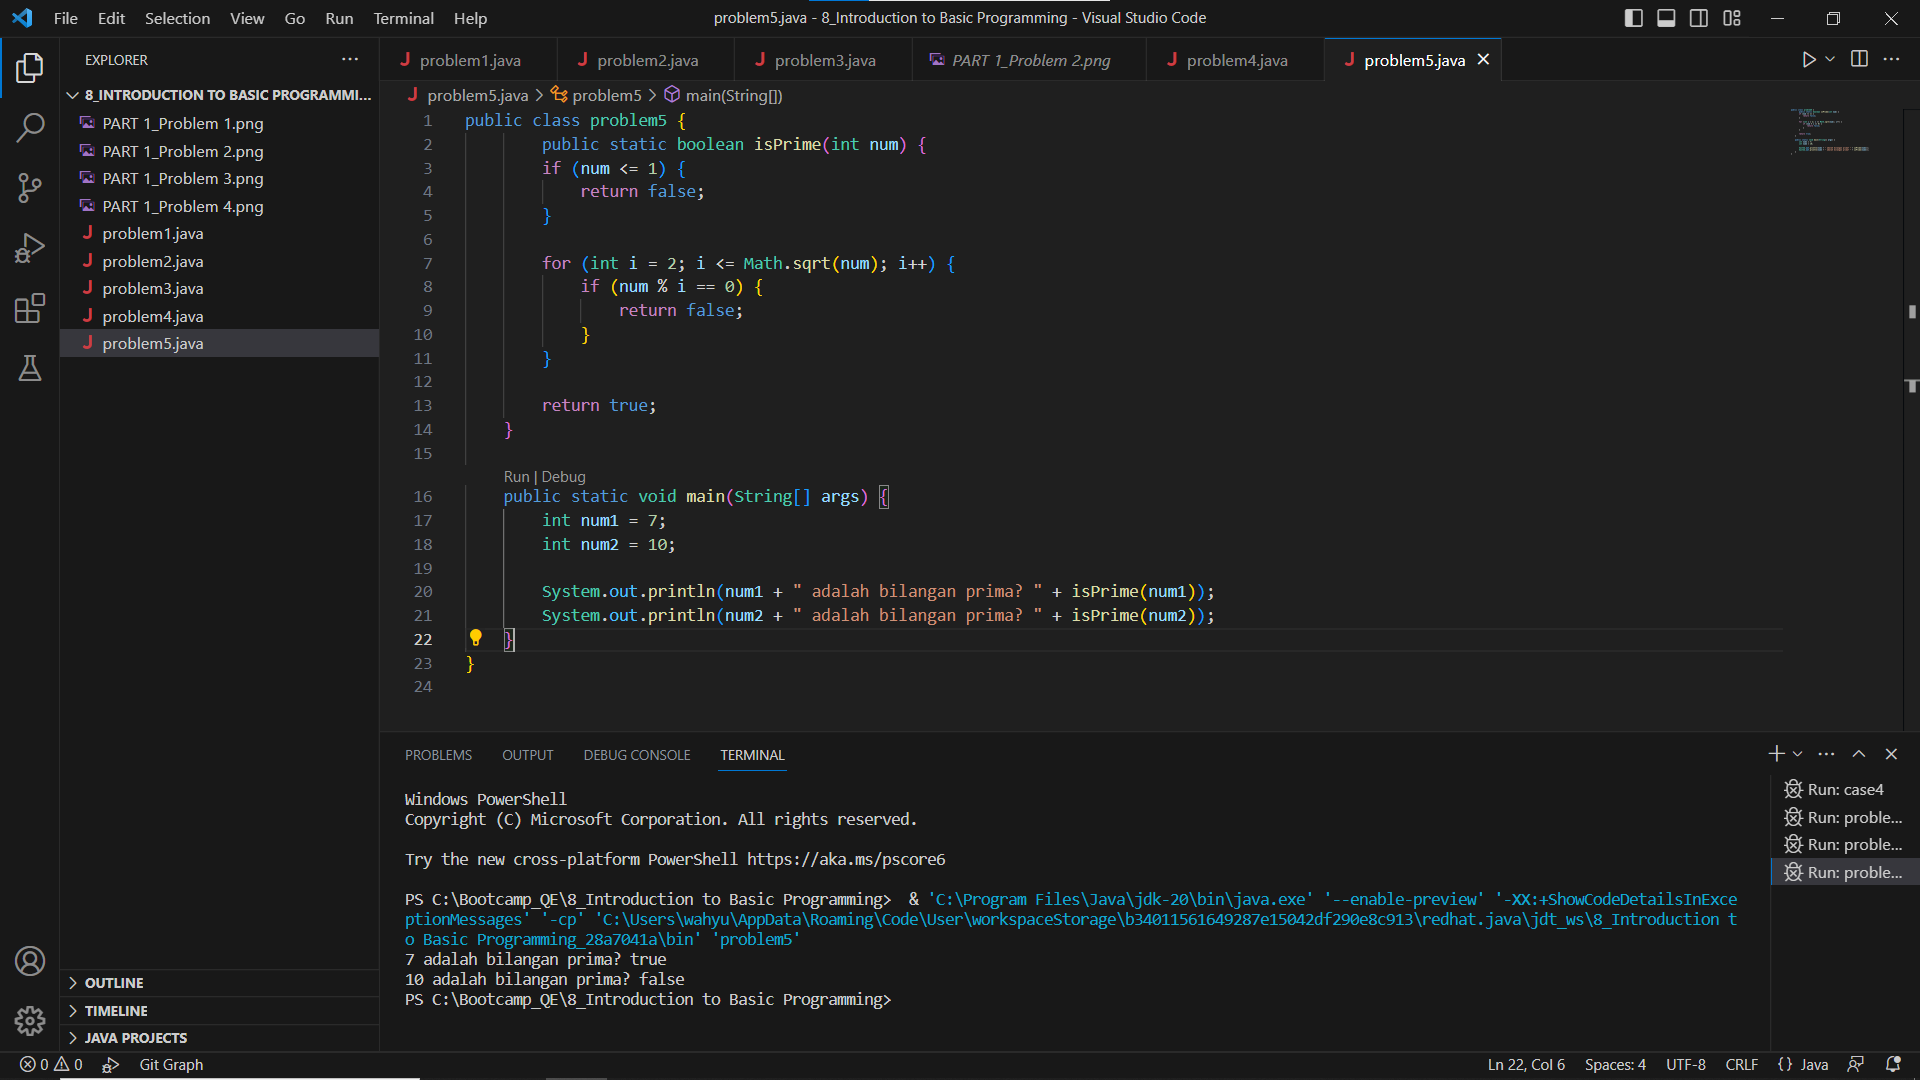 File Edit Selection View Go Run Terminal Help
problem5.java - 8_Introduction to Basic Programming - Visual Studio Code
EXPLORER
8_INTRODUCTION TO BASIC PROGRAMMI...
PART 1_Problem 1.png
PART 1_Problem 2.png
PART 1_Problem 3.png
PART 1_Problem 4.png
problem1.java
problem2.java
problem3.java
problem4.java
problem5.java
OUTLINE
TIMELINE
JAVA PROJECTS
problem1.java problem2.java problem3.java PART 1_Problem 2.png problem4.java problem5.java
problem5.java > problem5 > main(String[])
1 public class problem5 {
2         public static boolean isPrime(int num) {
3         if (num <= 1) {
4             return false;
5         }
6
7         for (int i = 2; i <= Math.sqrt(num); i++) {
8             if (num % i == 0) {
9                 return false;
10             }
11         }
12
13         return true;
14     }
15
Run | Debug
16     public static void main(String[] args) {
17         int num1 = 7;
18         int num2 = 10;
19
20         System.out.println(num1 + " adalah bilangan prima? " + isPrime(num1));
21         System.out.println(num2 + " adalah bilangan prima? " + isPrime(num2));
22     }
23 }
24
PROBLEMS OUTPUT DEBUG CONSOLE TERMINAL
Windows PowerShell
Copyright (C) Microsoft Corporation. All rights reserved.
Try the new cross-platform PowerShell https://aka.ms/pscore6
PS C:\Bootcamp_QE\8_Introduction to Basic Programming>  & 'C:\Program Files\Java\jdk-20\bin\java.exe' '--enable-preview' '-XX:+ShowCodeDetailsInExce
ptionMessages' '-cp' 'C:\Users\wahyu\AppData\Roaming\Code\User\workspaceStorage\b34011561649287e15042df290e8c913\redhat.java\jdt_ws\8_Introduction t
o Basic Programming_28a7041a\bin' 'problem5'
7 adalah bilangan prima? true
10 adalah bilangan prima? false
PS C:\Bootcamp_QE\8_Introduction to Basic Programming>
Run: case4
Run: proble...
Run: proble...
Run: proble...
0 0 Git Graph
Ln 22, Col 6 Spaces: 4 UTF-8 CRLF {} Java